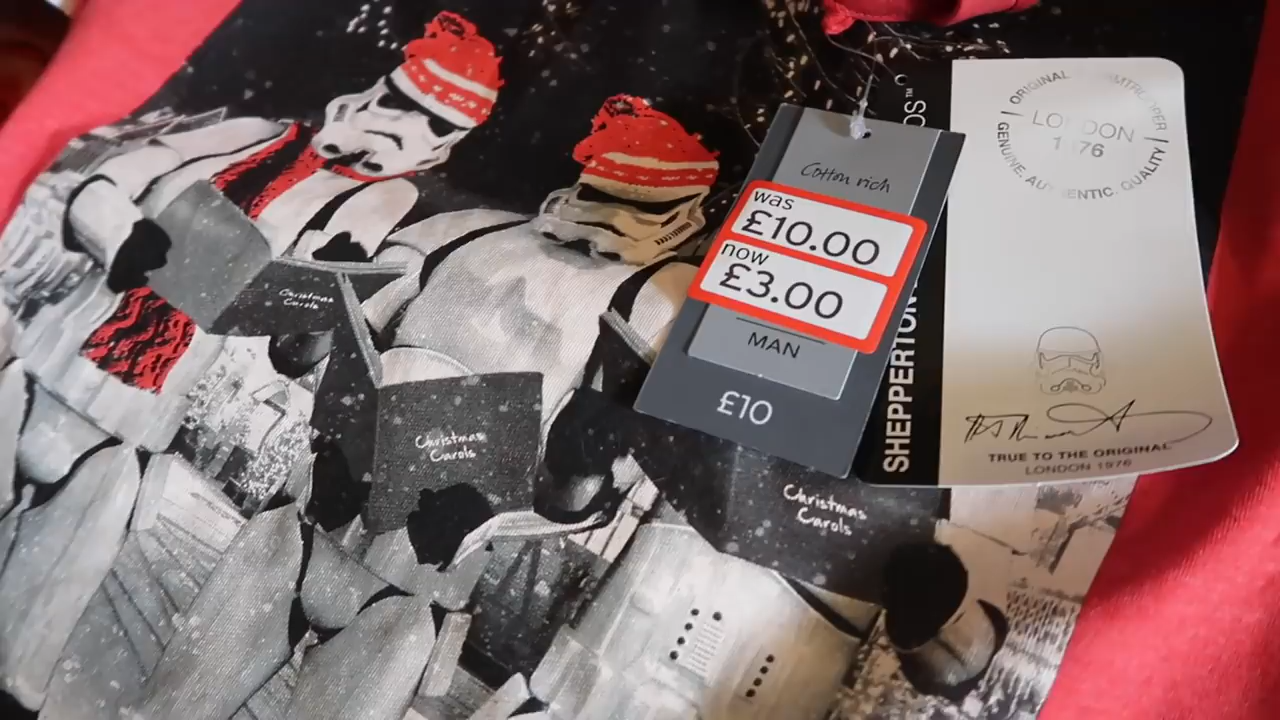 Cotton rich
was
£10.00
now
£3.00
MAN
£10
SHEPPERTON
ORIGINAL
LONDON
1976
GENUINE. AUTHENTIC. QUALITY
TRUE TO THE ORIGINAL
LONDON 1976
Christmas
Carols
Christmas
Carols
Christmas
Carols